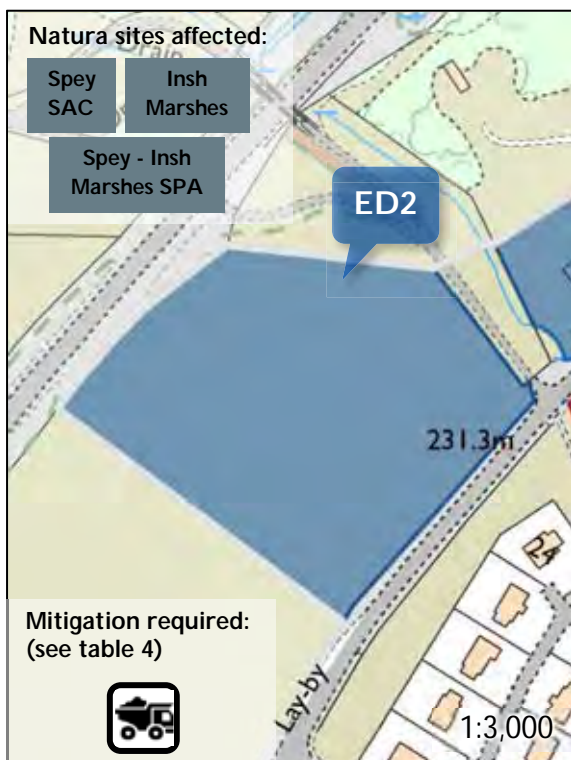 Natura sites affected:
Drain
Spey
SAC
Insh
Marshes
Spey - Insh
Marshes SPA
ED2
231.3m
24
Mitigation required:
(see table 4)
Lay-by
1:3,000